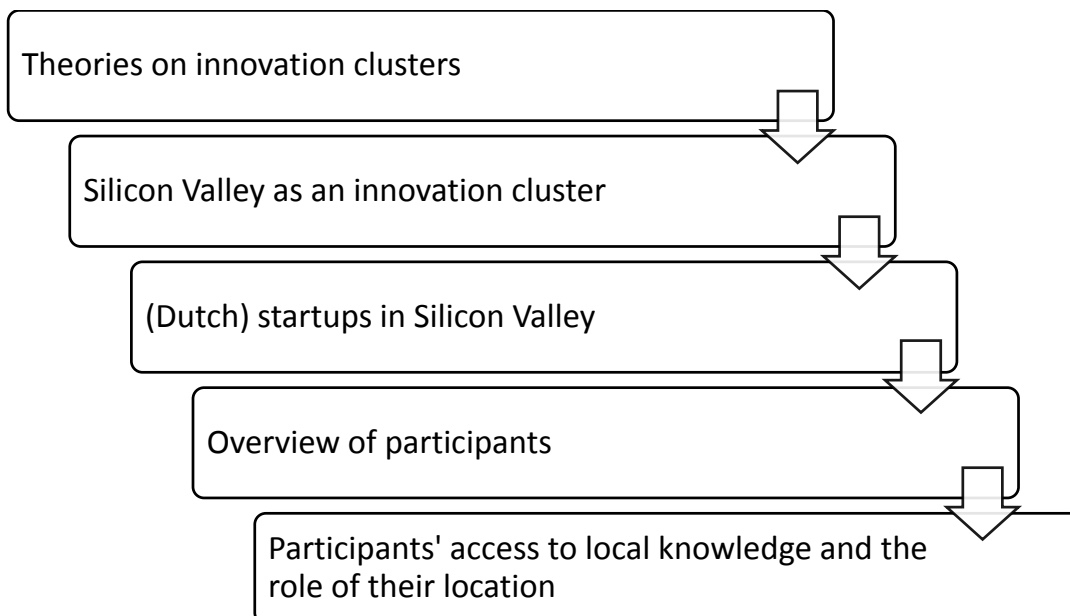 Theories on innovation clusters
Silicon Valley as an innovation cluster
(Dutch) startups in Silicon Valley
Overview of participants
Participants' access to local knowledge and the
role of their location